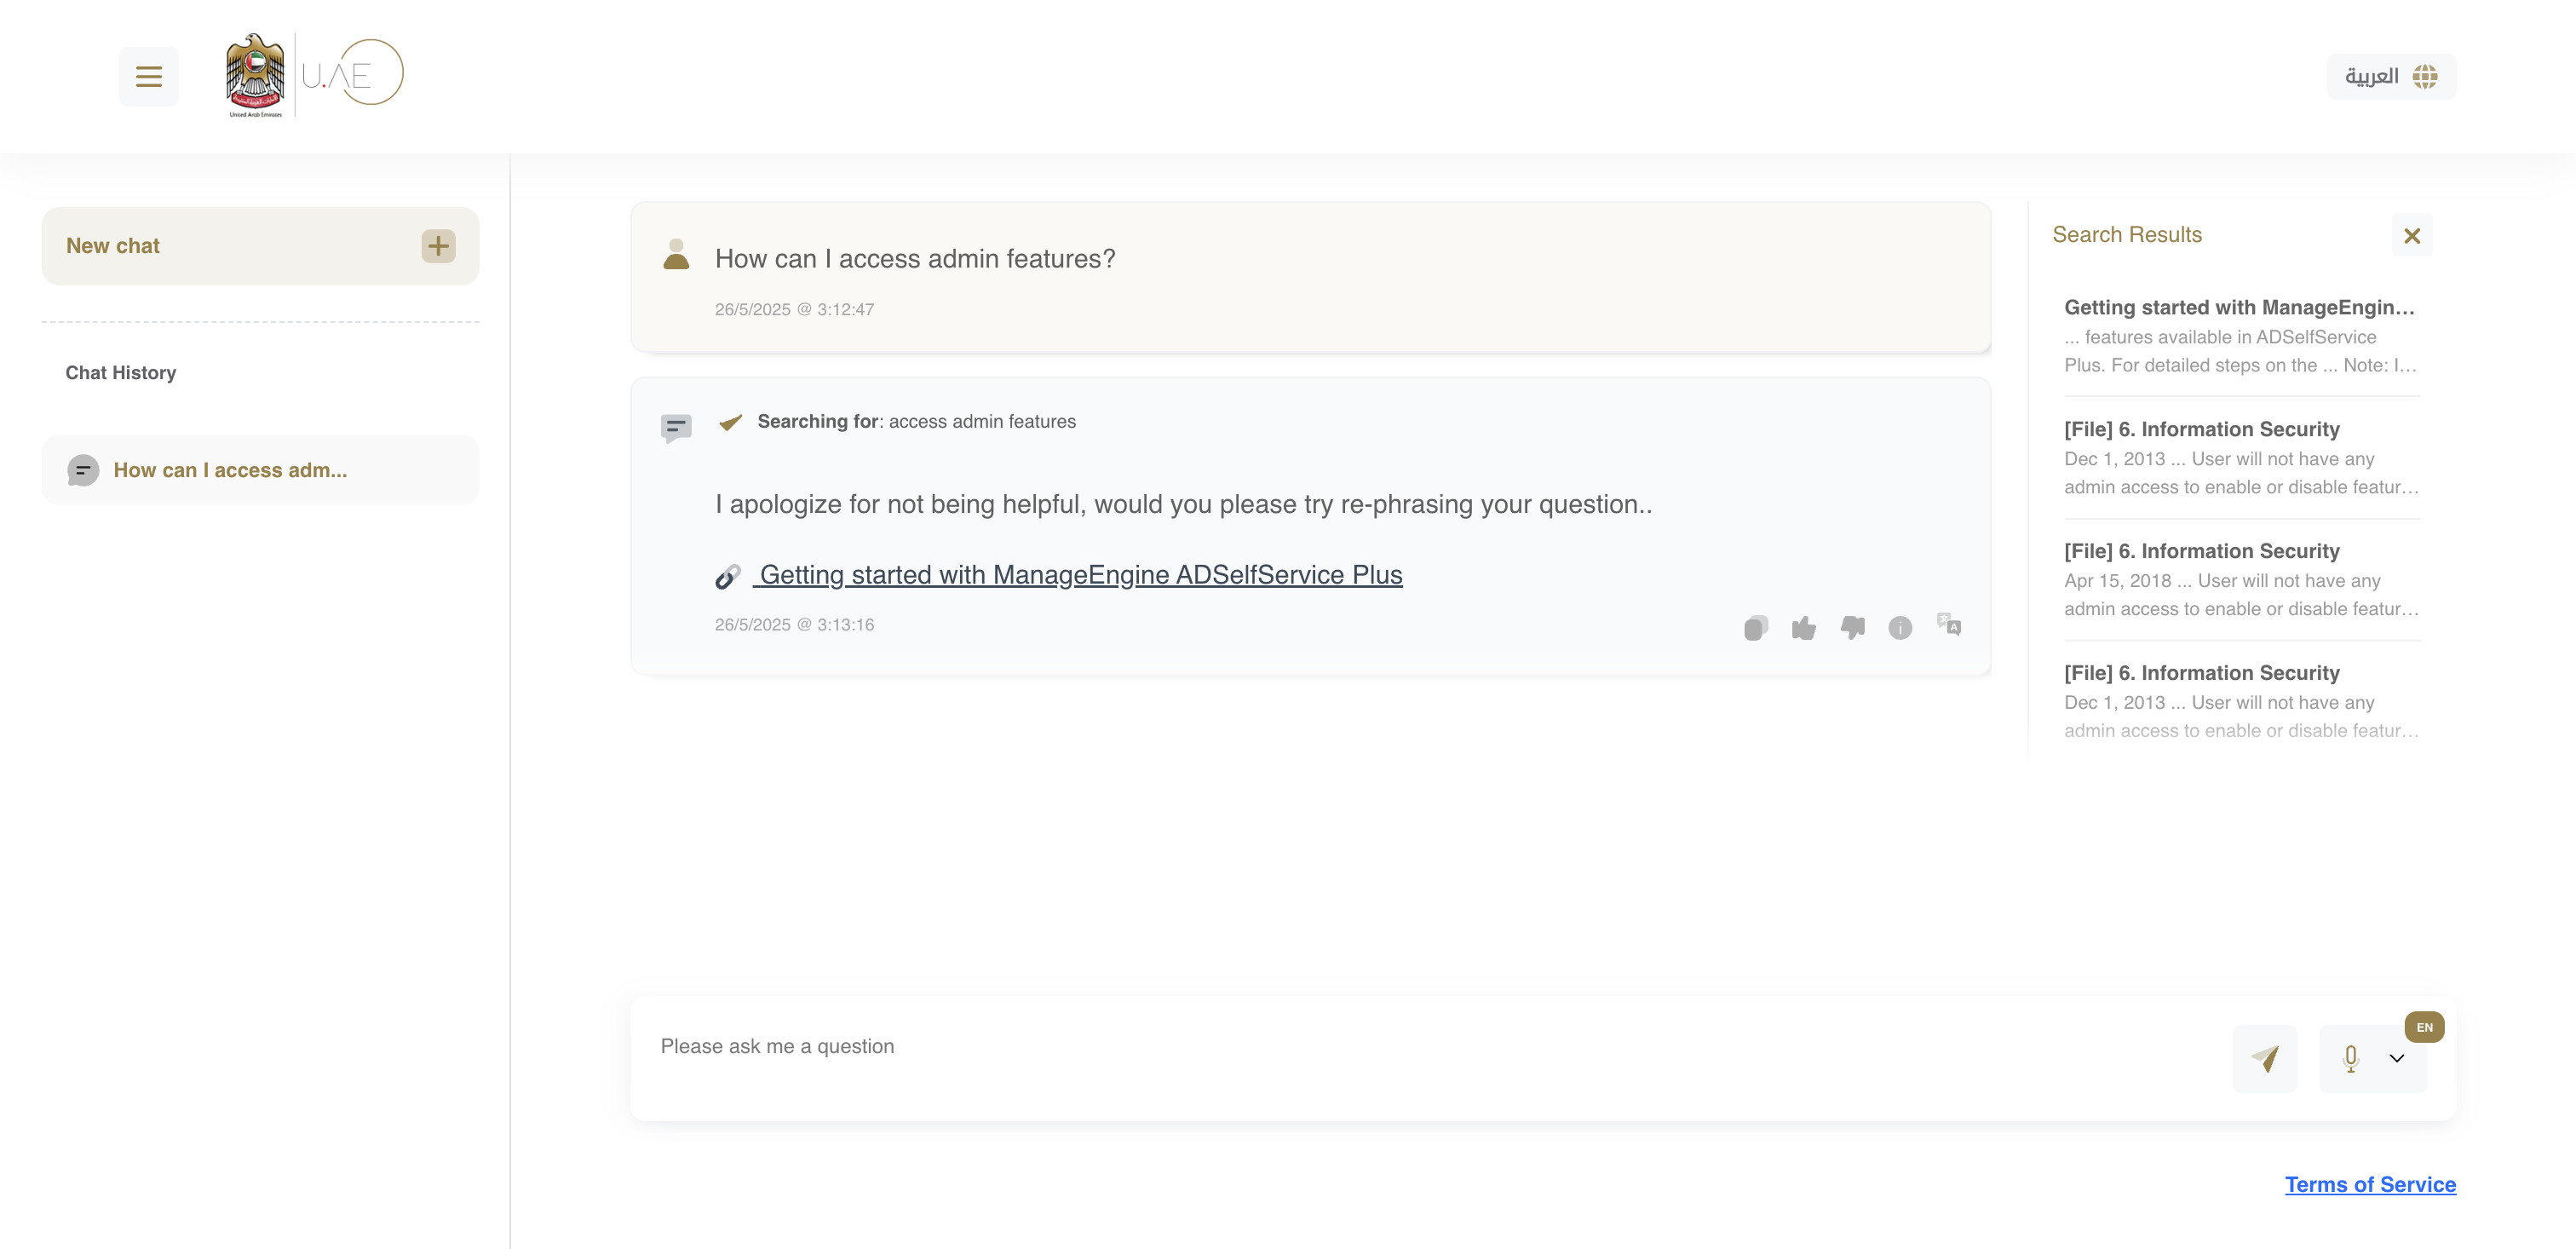 United Arab Emirates
U.AE
العربية
New chat
Chat History
How can I access adm...
How can I access admin features?
26/5/2025 @ 3:12:47
Searching for: access admin features
I apologize for not being helpful, would you please try re-phrasing your question..
Getting started with ManageEngine ADSelfService Plus
26/5/2025 @ 3:13:16
Search Results
Getting started with ManageEngin...
... features available in ADSelfService
Plus. For detailed steps on the ... Note: I...
[File] 6. Information Security
Dec 1, 2013 ... User will not have any
admin access to enable or disable featur...
[File] 6. Information Security
Apr 15, 2018 ... User will not have any
admin access to enable or disable featur...
[File] 6. Information Security
Dec 1, 2013 ... User will not have any
admin access to enable or disable featur...
Please ask me a question
EN
Terms of Service